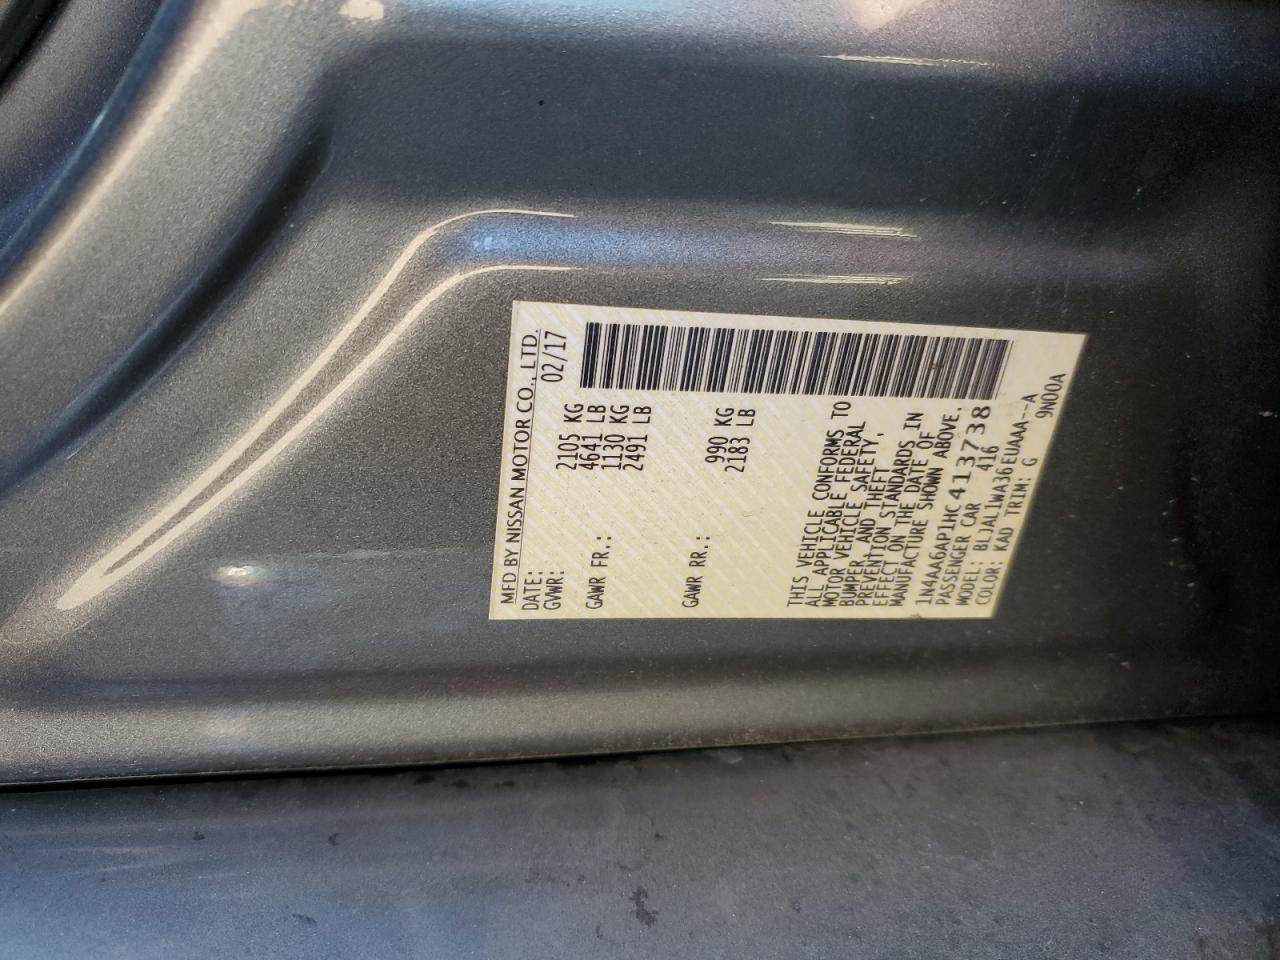 MFD BY NISSAN MOTOR CO., LTD.
DATE: 02/17
GVWR: 2105 KG
4641 LB
GAWR FR.: 1130 KG
2491 LB
GAWR RR.: 990 KG
2183 LB
THIS VEHICLE CONFORMS TO
ALL APPLICABLE FEDERAL
MOTOR VEHICLE SAFETY,
BUMPER, AND THEFT
PREVENTION STANDARDS IN
EFFECT ON THE DATE OF
MANUFACTURE SHOWN ABOVE.
1N4AA6AP1HC413738
PASSENGER CAR 416
MODEL: BLJAL1WA36EUAAAA--A
COLOR: KAD TRIM: G 9N00A